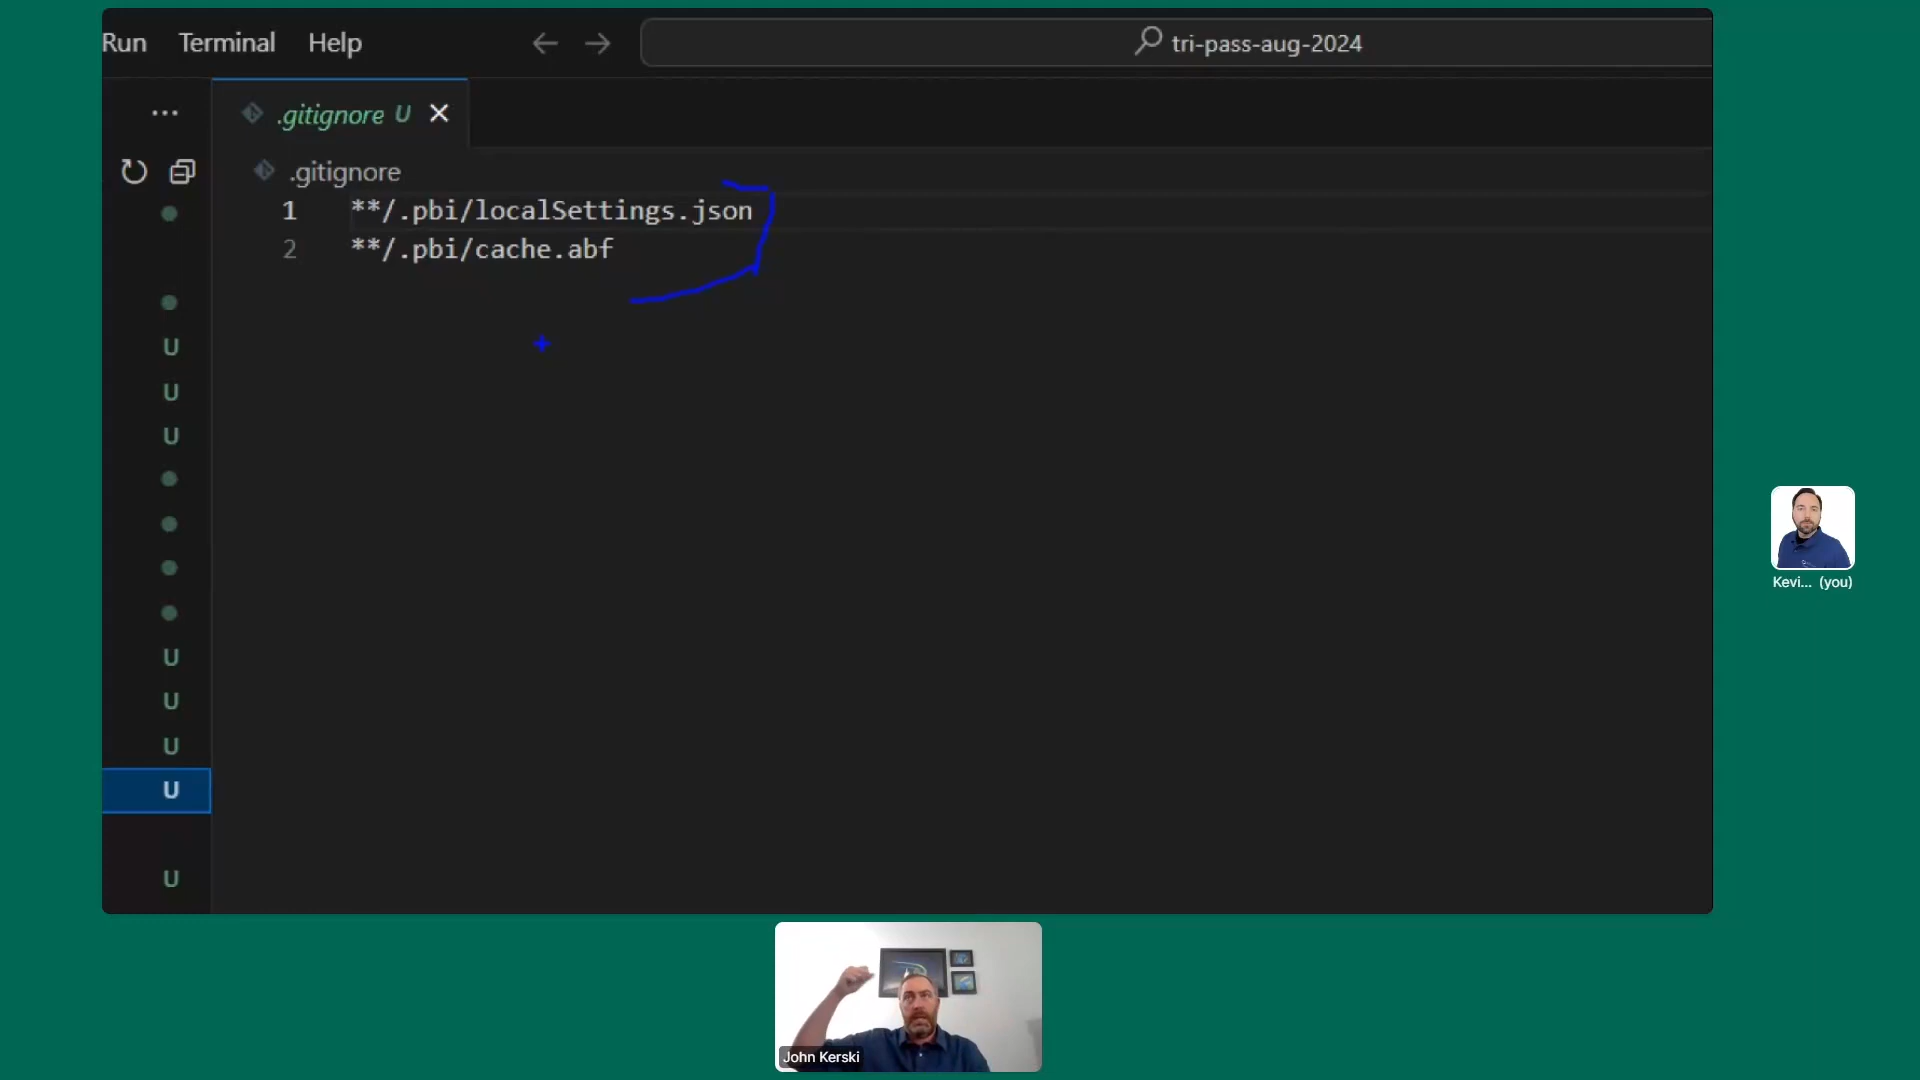 Run Terminal Help
tri-pass-aug-2024
.gitignore U
.gitignore
1 **/.pbi/localSettings.json
2 **/.pbi/cache.abf
U
U
U
U
U
U
U
U
Kevi... (you)
John Kerski